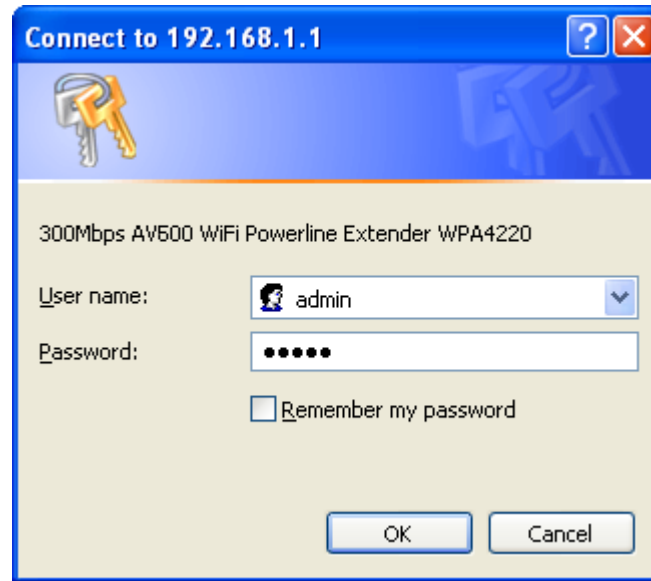 Connect to 192.168.1.1
300Mbps AV500 WiFi Powerline Extender WPA4220
User name:
admin
Password:
•••••
Remember my password
OK
Cancel